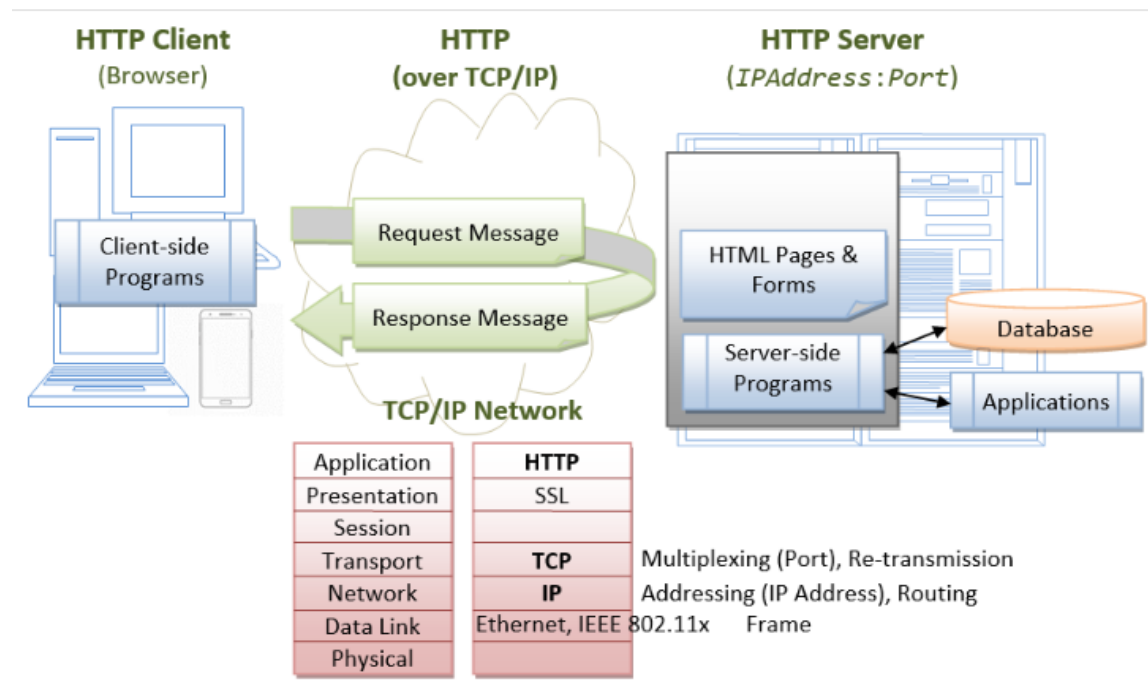 HTTP Client
(Browser)
HTTP
(over TCP/IP)
HTTP Server
(IPAddress:Port)
Client-side
Programs
Request Message
Response Message
HTML Pages &
Forms
Server-side
Programs
Database
Applications
TCP/IP Network
Application HTTP
Presentation SSL
Session
Transport TCP Multiplexing (Port), Re-transmission
Network IP Addressing (IP Address), Routing
Data Link Ethernet, IEEE 802.11x Frame
Physical